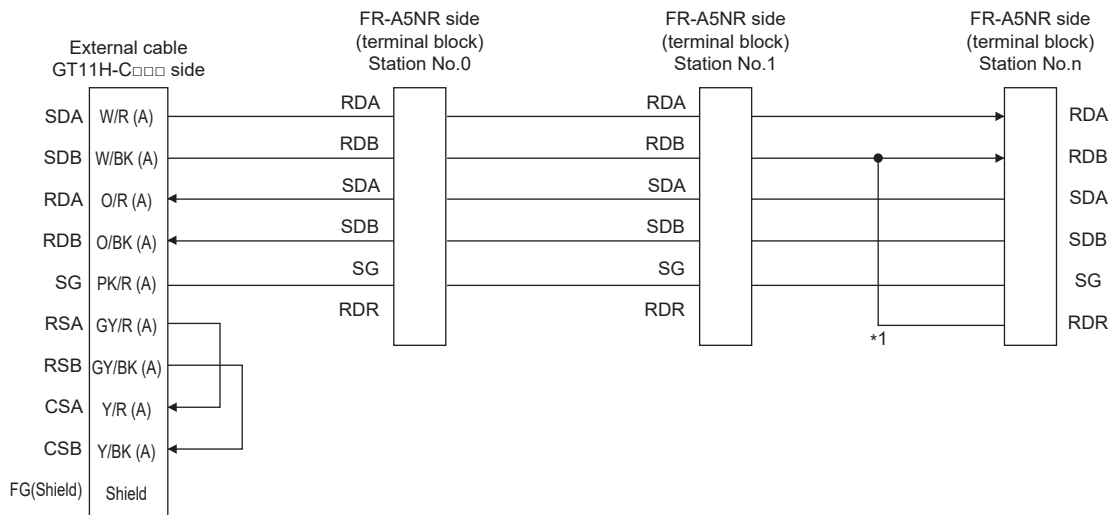 External cable
GT11H-C□□□ side
FR-A5NR side
(terminal block)
Station No.0
FR-A5NR side
(terminal block)
Station No.1
FR-A5NR side
(terminal block)
Station No.n
SDA W/R (A) RDA RDA RDA
SDB W/BK (A) RDB RDB RDB
RDA O/R (A) SDA SDA SDA
RDB O/BK (A) SDB SDB SDB
SG PK/R (A) SG SG SG
RSA GY/R (A) RDR RDR RDR
*1
RSB GY/BK (A)
CSA Y/R (A)
CSB Y/BK (A)
FG(Shield) Shield